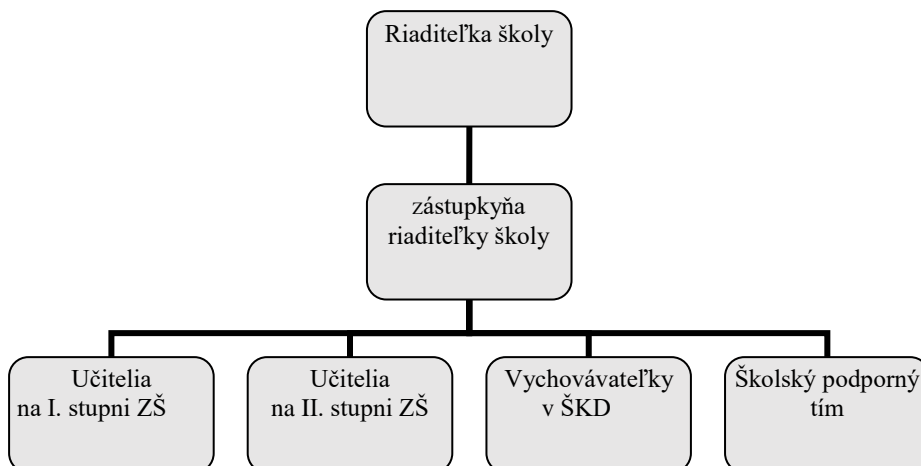 Riaditeľka školy
zástupkyňa
riaditeľky školy
Učitelia
na I. stupni ZŠ
Učitelia
na II. stupni ZŠ
Vychovávateľky
v ŠKD
Školský podporný
tím